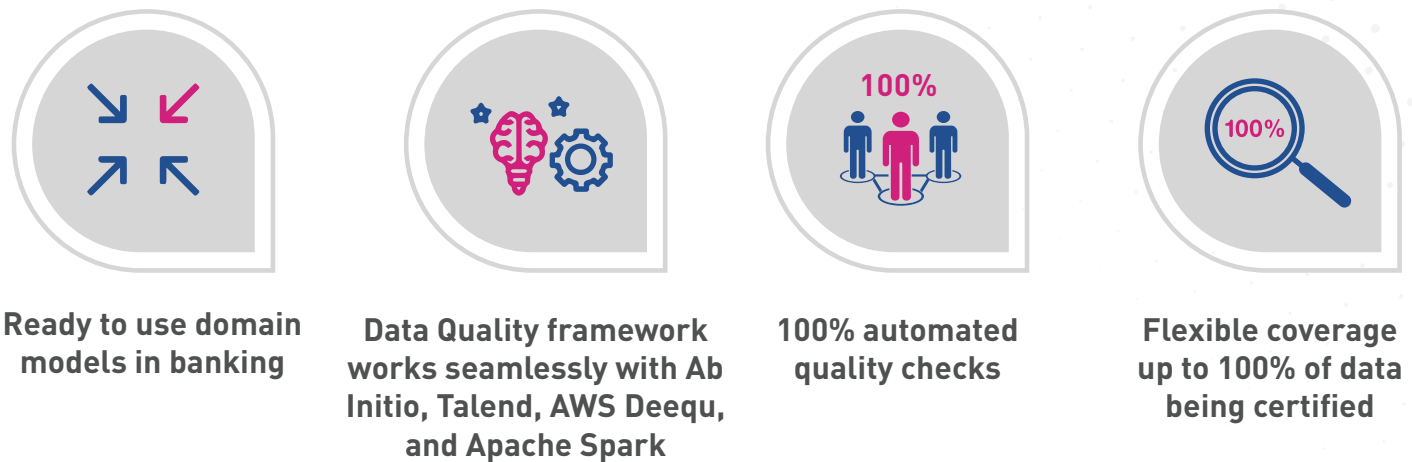 100%
100%
Ready to use domain
models in banking
Data Quality framework
works seamlessly with Ab
Initio, Talend, AWS Deequ,
and Apache Spark
100% automated
quality checks
Flexible coverage
up to 100% of data
being certified